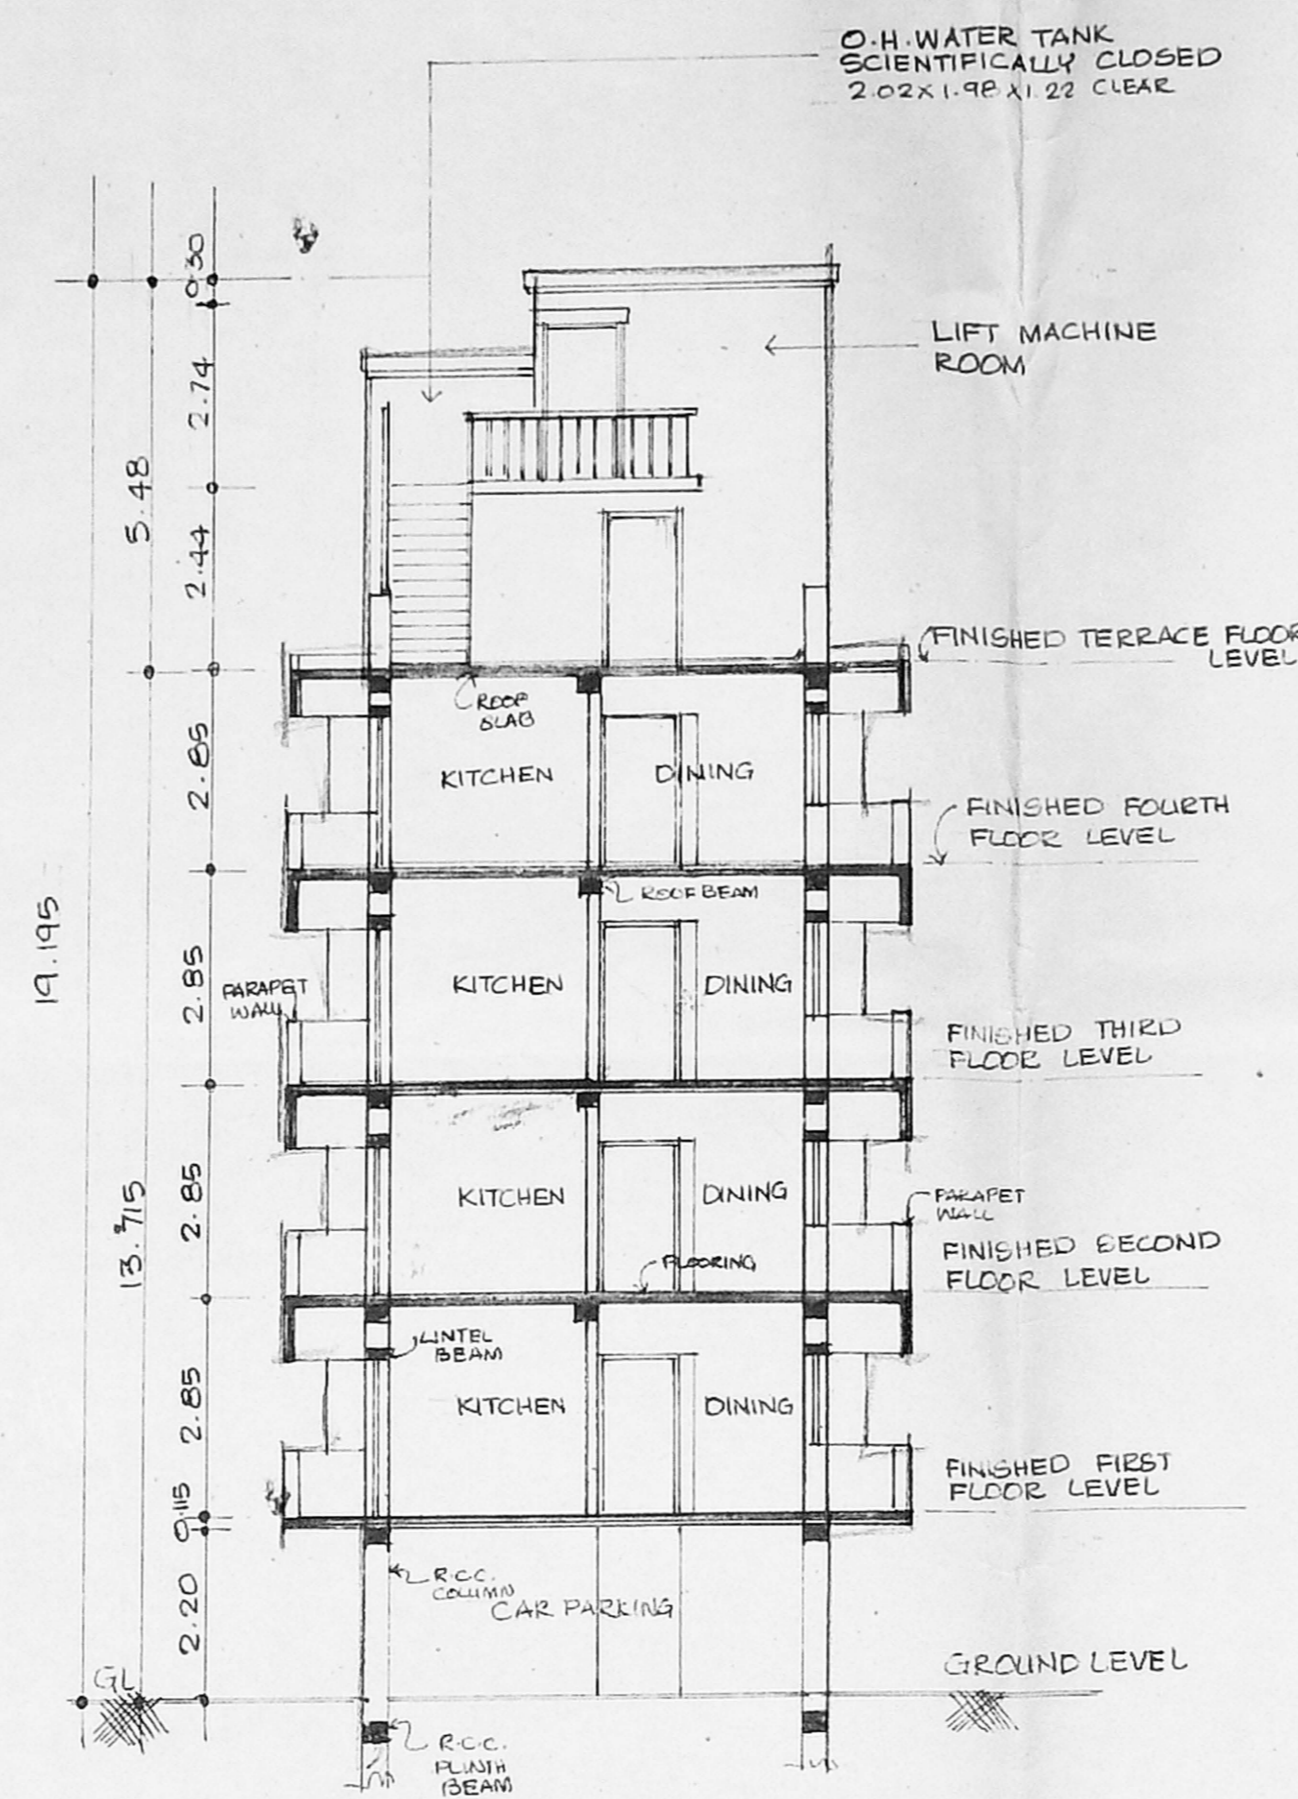 O.H. WATER TANK
SCIENTIFICALLY CLOSED
2.02 X 1.98 X 1.22 CLEAR
0.30
LIFT MACHINE
ROOM
2.74
5.48
2.44
FINISHED TERRACE FLOOR
LEVEL
ROOF
SLAB
2.85
KITCHEN
DINING
FINISHED FOURTH
FLOOR LEVEL
ROOF BEAM
19.195
2.85
PARAPET
WALL
KITCHEN
DINING
FINISHED THIRD
FLOOR LEVEL
13.715
2.85
KITCHEN
DINING
PARAPET
WALL
FLOORING
FINISHED SECOND
FLOOR LEVEL
LINTEL
BEAM
2.85
KITCHEN
DINING
FINISHED FIRST
FLOOR LEVEL
0.115
R.C.C.
COLUMN
CAR PARKING
2.20
GL
GROUND LEVEL
R.C.C.
PLINTH
BEAM